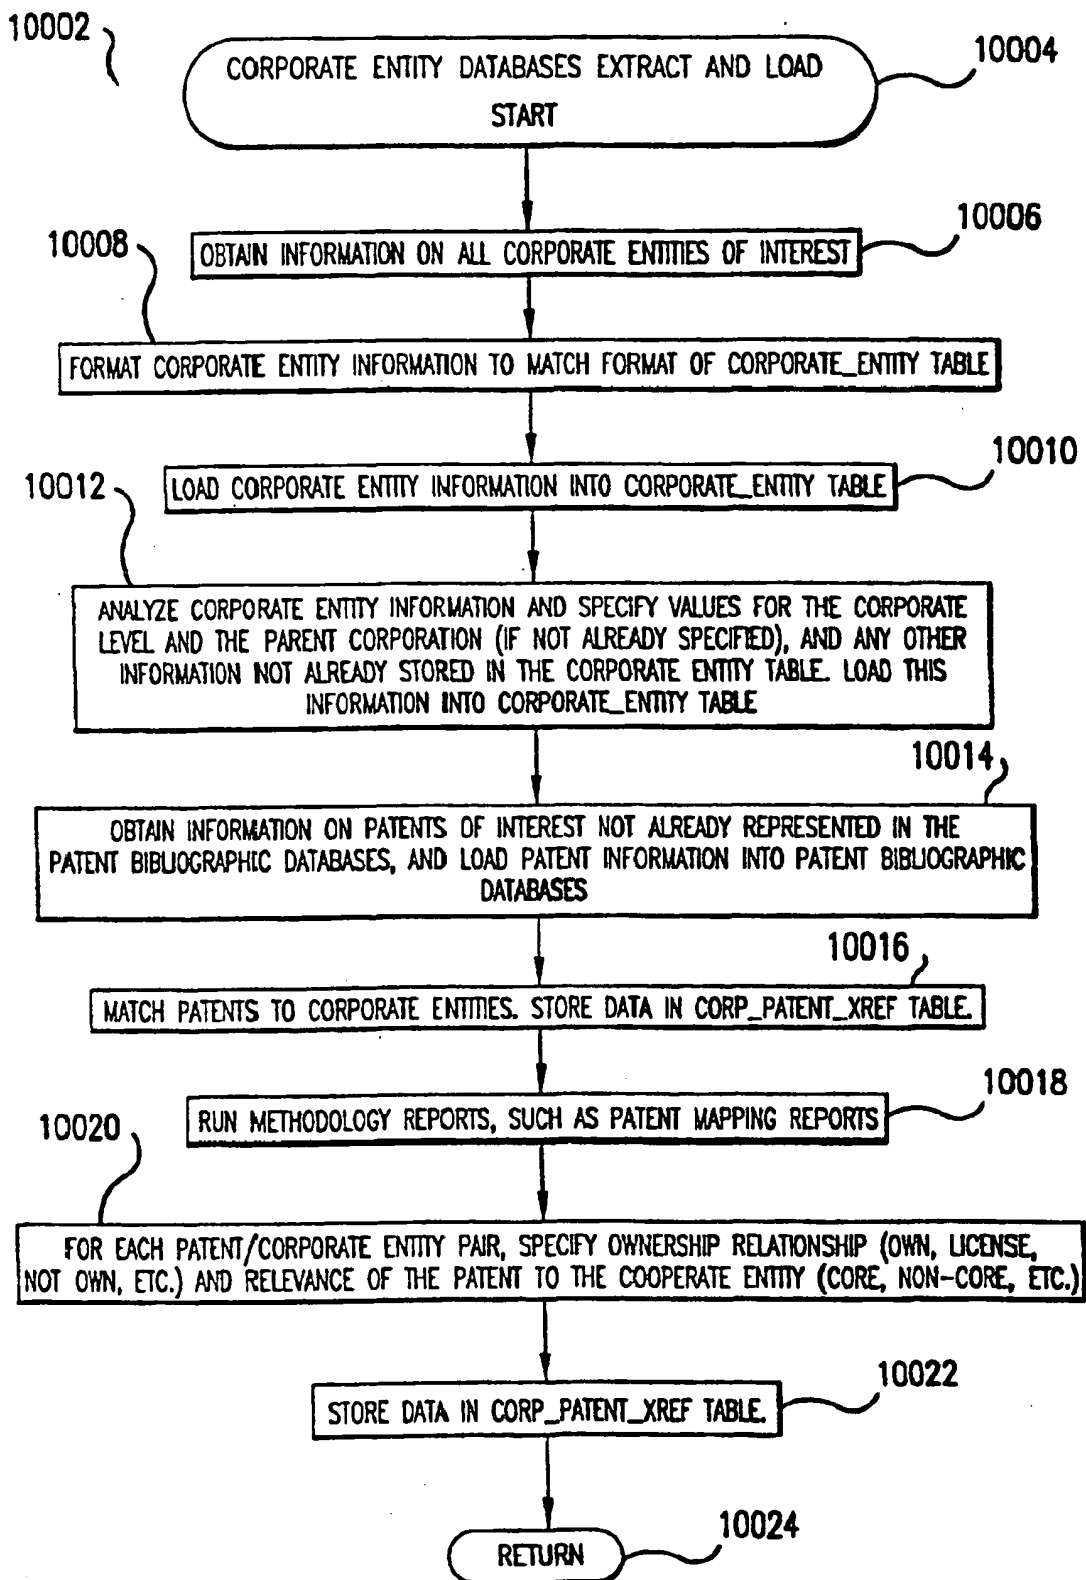 10002
10004
CORPORATE ENTITY DATABASES EXTRACT AND LOAD
START
10006
OBTAIN INFORMATION ON ALL CORPORATE ENTITIES OF INTEREST
10008
FORMAT CORPORATE ENTITY INFORMATION TO MATCH FORMAT OF CORPORATE_ENTITY TABLE
10010
LOAD CORPORATE ENTITY INFORMATION INTO CORPORATE_ENTITY TABLE
10012
ANALYZE CORPORATE ENTITY INFORMATION AND SPECIFY VALUES FOR THE CORPORATE
LEVEL AND THE PARENT CORPORATION (IF NOT ALREADY SPECIFIED), AND ANY OTHER
INFORMATION NOT ALREADY STORED IN THE CORPORATE ENTITY TABLE. LOAD THIS
INFORMATION INTO CORPORATE_ENTITY TABLE
10014
OBTAIN INFORMATION ON PATENTS OF INTEREST NOT ALREADY REPRESENTED IN THE
PATENT BIBLIOGRAPHIC DATABASES, AND LOAD PATENT INFORMATION INTO PATENT BIBLIOGRAPHIC
DATABASES
10016
MATCH PATENTS TO CORPORATE ENTITIES. STORE DATA IN CORP_PATENT_XREF TABLE.
10018
RUN METHODOLOGY REPORTS, SUCH AS PATENT MAPPING REPORTS
10020
FOR EACH PATENT/CORPORATE ENTITY PAIR, SPECIFY OWNERSHIP RELATIONSHIP (OWN, LICENSE,
NOT OWN, ETC.) AND RELEVANCE OF THE PATENT TO THE COOPERATE ENTITY (CORE, NON-CORE, ETC.)
10022
STORE DATA IN CORP_PATENT_XREF TABLE.
10024
RETURN